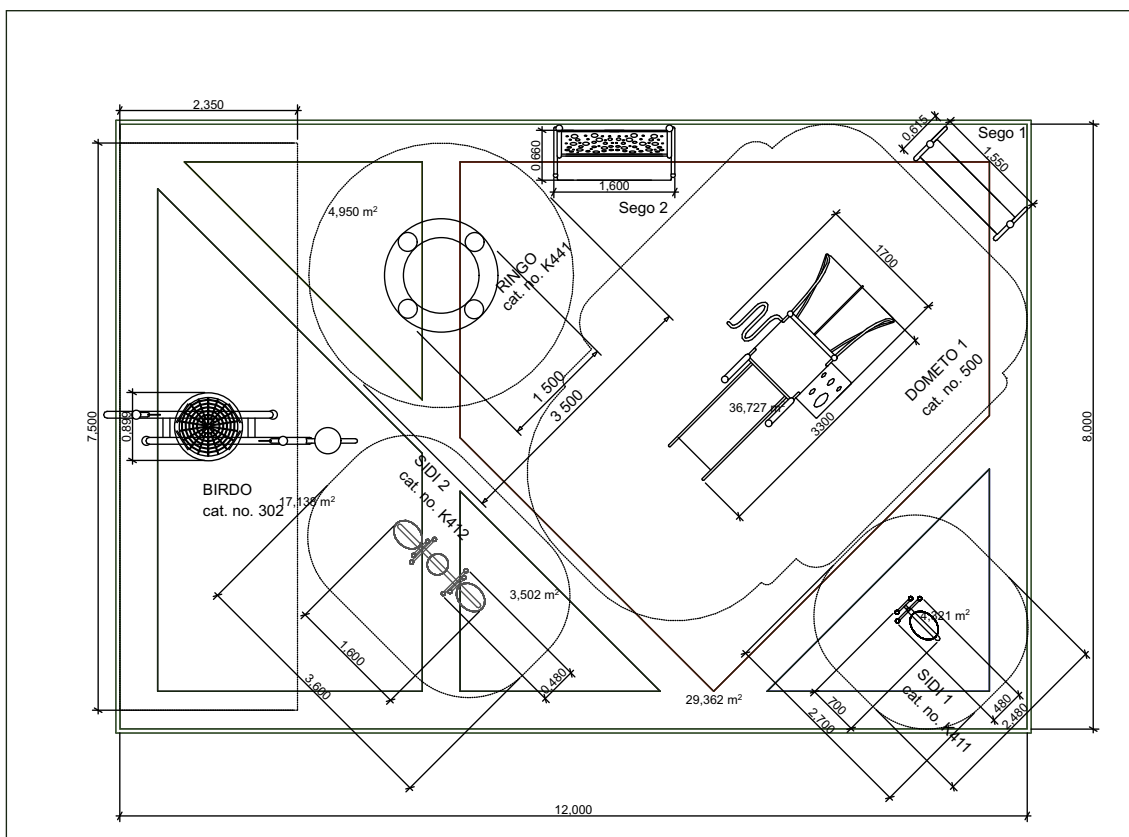 2,350
Sego 1
0,615
1,550
0,660
1,600
Sego 2
4,950 m²
RINGO
cat. no. K441
1700
1 500
3 500
DOMETO 1
cat. no. 500
36,727 m²
3300
7,500
0,890
8,000
BIRDO
cat. no. 302
17,138 m²
SIDI 2
cat. no. K412
3,502 m²
1,600
3,600
0,480
4,321 m²
29,362 m²
SIDI 1
cat. no. K411
700
2,700
480
2,480
12,000